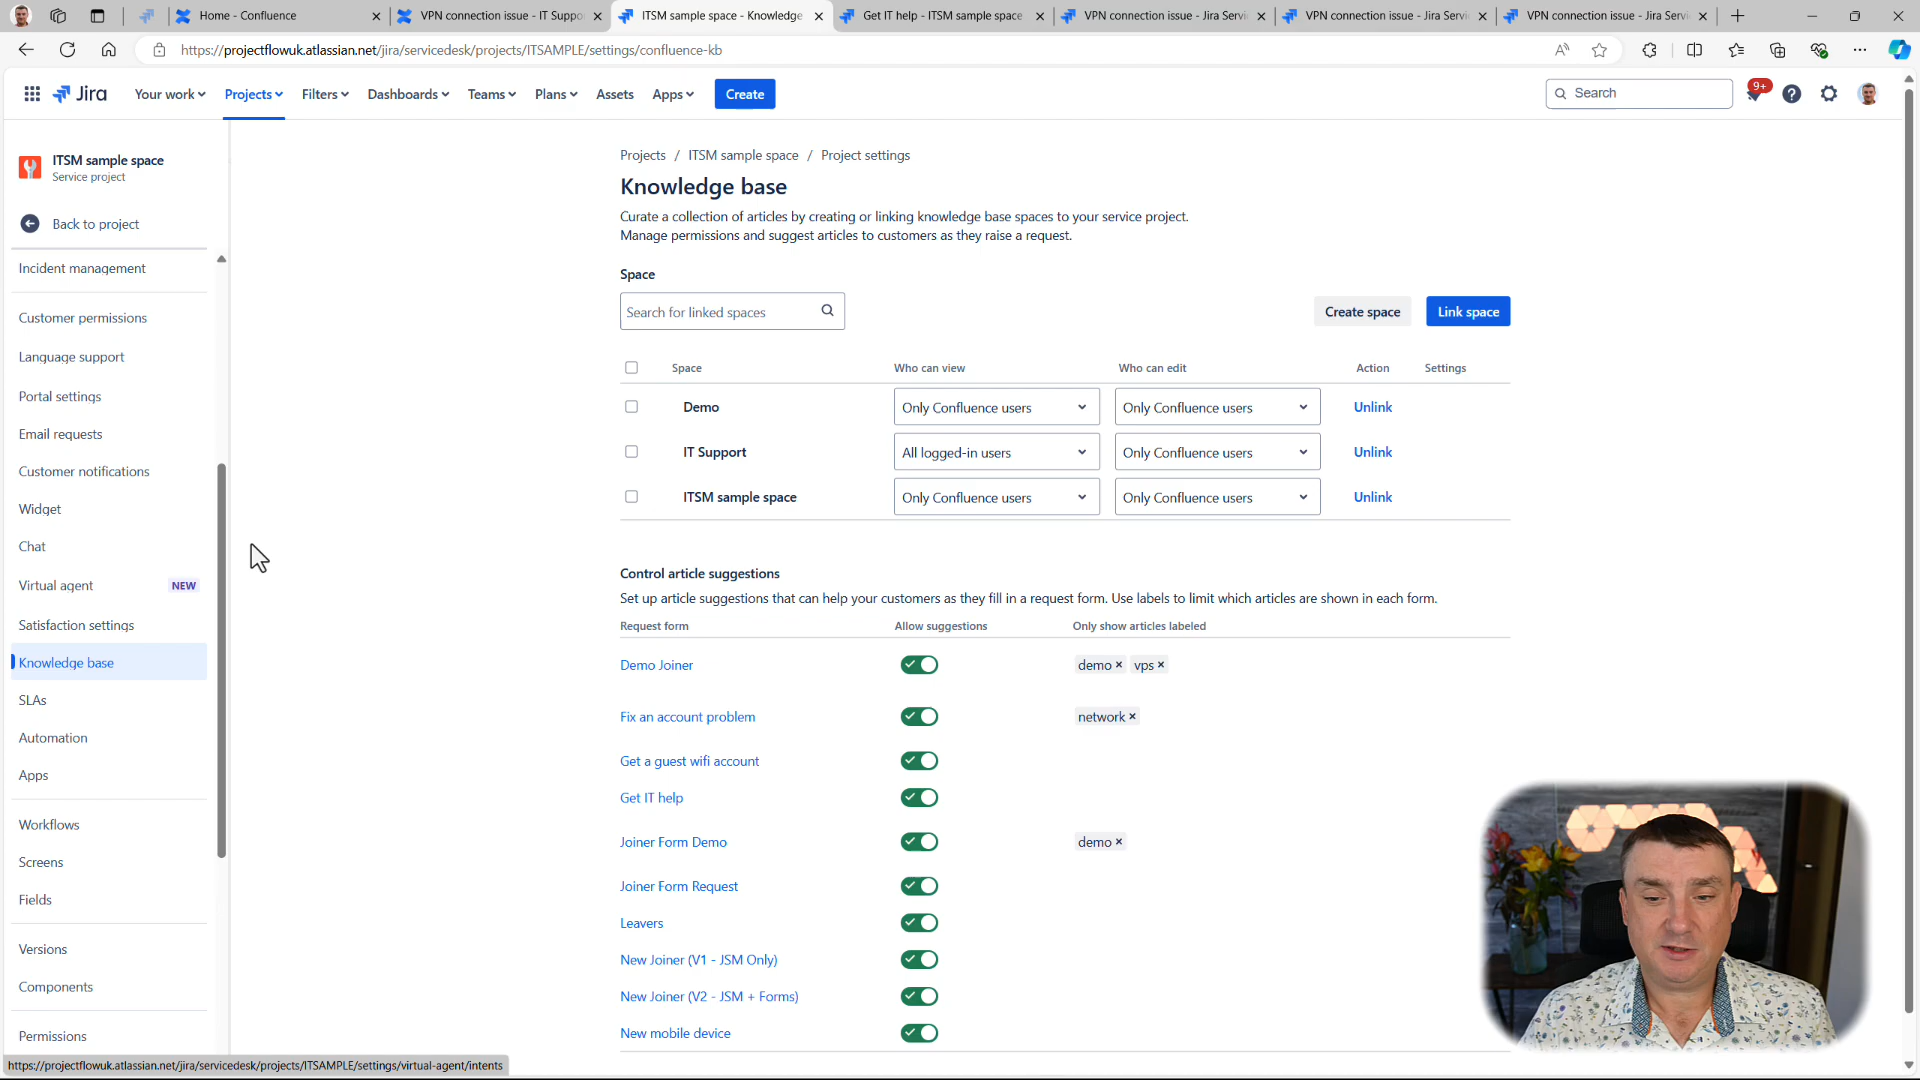 Home - Confluence
VPN connection issue - IT Suppo
ITSM sample space - Knowledge
Get IT help - ITSM sample space
VPN connection issue - Jira Servi
VPN connection issue - Jira Servi
VPN connection issue - Jira Servi
https://projectflowuk.atlassian.net/jira/servicedesk/projects/ITSAMPLE/settings/confluence-kb
Jira
Your work
Projects
Filters
Dashboards
Teams
Plans
Assets
Apps
Create
Search
9+
ITSM sample space
Service project
Back to project
Incident management
Customer permissions
Language support
Portal settings
Email requests
Customer notifications
Widget
Chat
Virtual agent NEW
Satisfaction settings
Knowledge base
SLAs
Automation
Apps
Workflows
Screens
Fields
Versions
Components
Permissions
https://projectflowuk.atlassian.net/jira/servicedesk/projects/ITSAMPLE/settings/virtual-agent/intents
Projects / ITSM sample space / Project settings
Knowledge base
Curate a collection of articles by creating or linking knowledge base spaces to your service project.
Manage permissions and suggest articles to customers as they raise a request.
Space
Search for linked spaces
Create space
Link space
Space Who can view Who can edit Action Settings
Demo Only Confluence users Only Confluence users Unlink
IT Support All logged-in users Only Confluence users Unlink
ITSM sample space Only Confluence users Only Confluence users Unlink
Control article suggestions
Set up article suggestions that can help your customers as they fill in a request form. Use labels to limit which articles are shown in each form.
Request form Allow suggestions Only show articles labeled
Demo Joiner demo × vps ×
Fix an account problem network ×
Get a guest wifi account
Get IT help
Joiner Form Demo demo ×
Joiner Form Request
Leavers
New Joiner (V1 - JSM Only)
New Joiner (V2 - JSM + Forms)
New mobile device